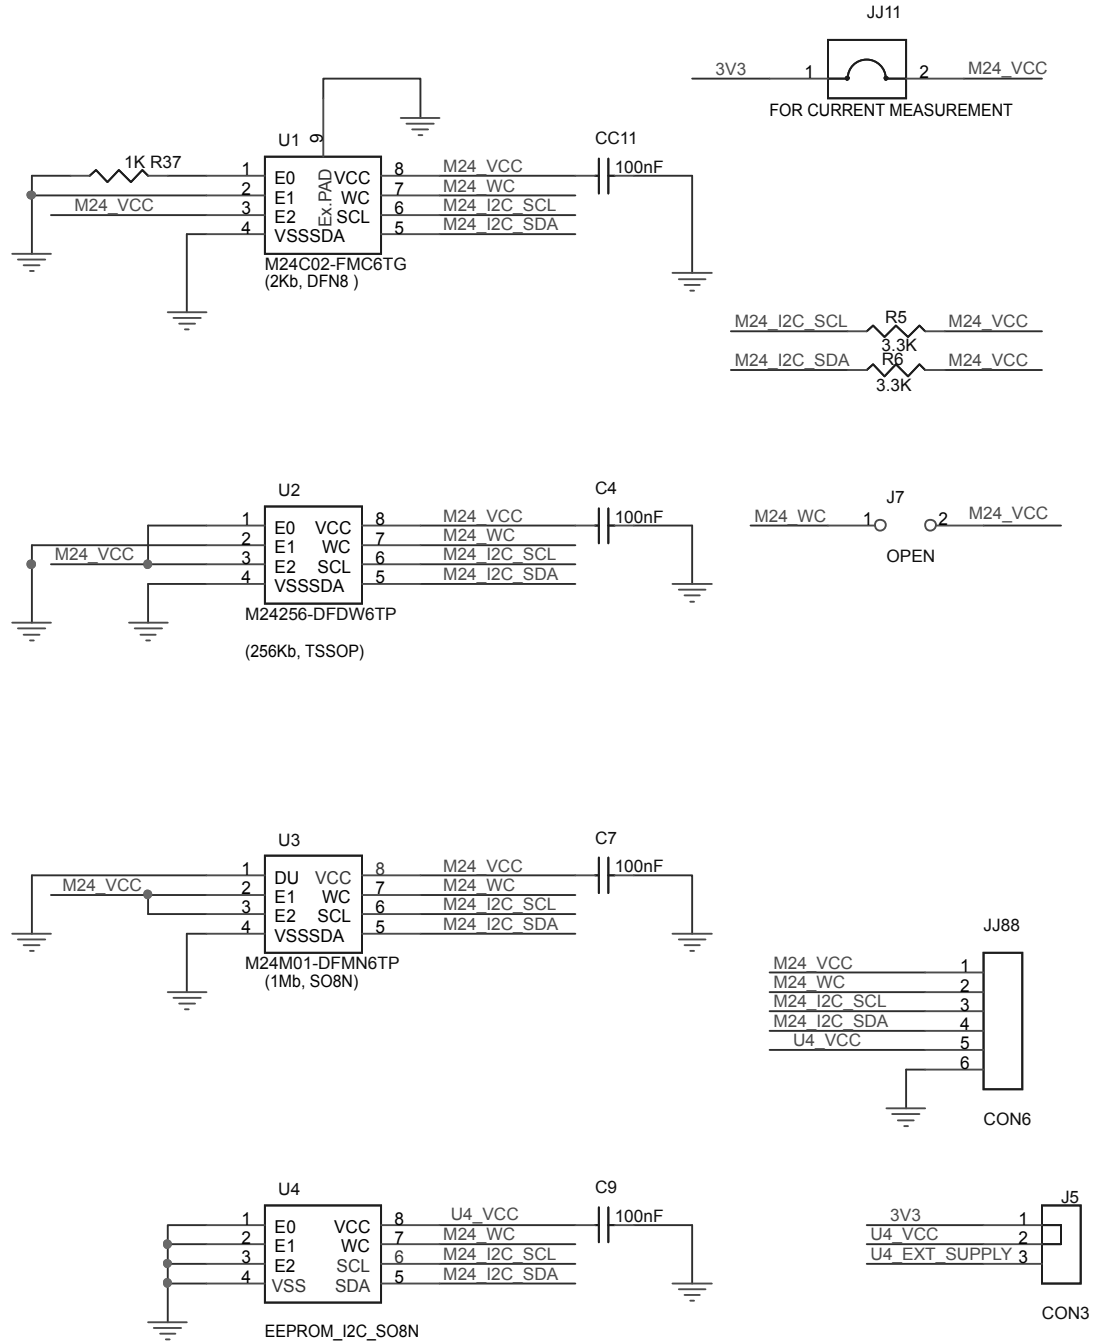 JJ11
3V3 1 2 M24_VCC
FOR CURRENT MEASUREMENT
U1
9
CC11
1K R37
1 E0 VCC 8 M24_VCC 100nF
2 E1 WC 7 M24_WC
M24_VCC 3 E2 SCL 6 M24_I2C_SCL
4 VSSSDA 5 M24_I2C_SDA
Ex.PAD
M24C02-FMC6TG
(2Kb, DFN8 )
M24_I2C_SCL R5 M24_VCC
3.3K
M24_I2C_SDA R6 M24_VCC
3.3K
U2
C4
1 E0 VCC 8 M24_VCC 100nF
2 E1 WC 7 M24_WC
M24_VCC 3 E2 SCL 6 M24_I2C_SCL
4 VSSSDA 5 M24_I2C_SDA
M24256-DFDW6TP
(256Kb, TSSOP)
J7
M24_WC 1 2 M24_VCC
OPEN
U3
C7
1 DU VCC 8 M24_VCC 100nF
M24_VCC 2 E1 WC 7 M24_WC
3 E2 SCL 6 M24_I2C_SCL
4 VSSSDA 5 M24_I2C_SDA
M24M01-DFMN6TP
(1Mb, SO8N)
JJ88
M24_VCC 1
M24_WC 2
M24_I2C_SCL 3
M24_I2C_SDA 4
U4_VCC 5
6
CON6
U4
C9
1 E0 VCC 8 U4_VCC 100nF
2 E1 WC 7 M24_WC
3 E2 SCL 6 M24_I2C_SCL
4 VSS SDA 5 M24_I2C_SDA
EEPROM_I2C_SO8N
J5
3V3 1
U4_VCC 2
U4_EXT_SUPPLY 3
CON3